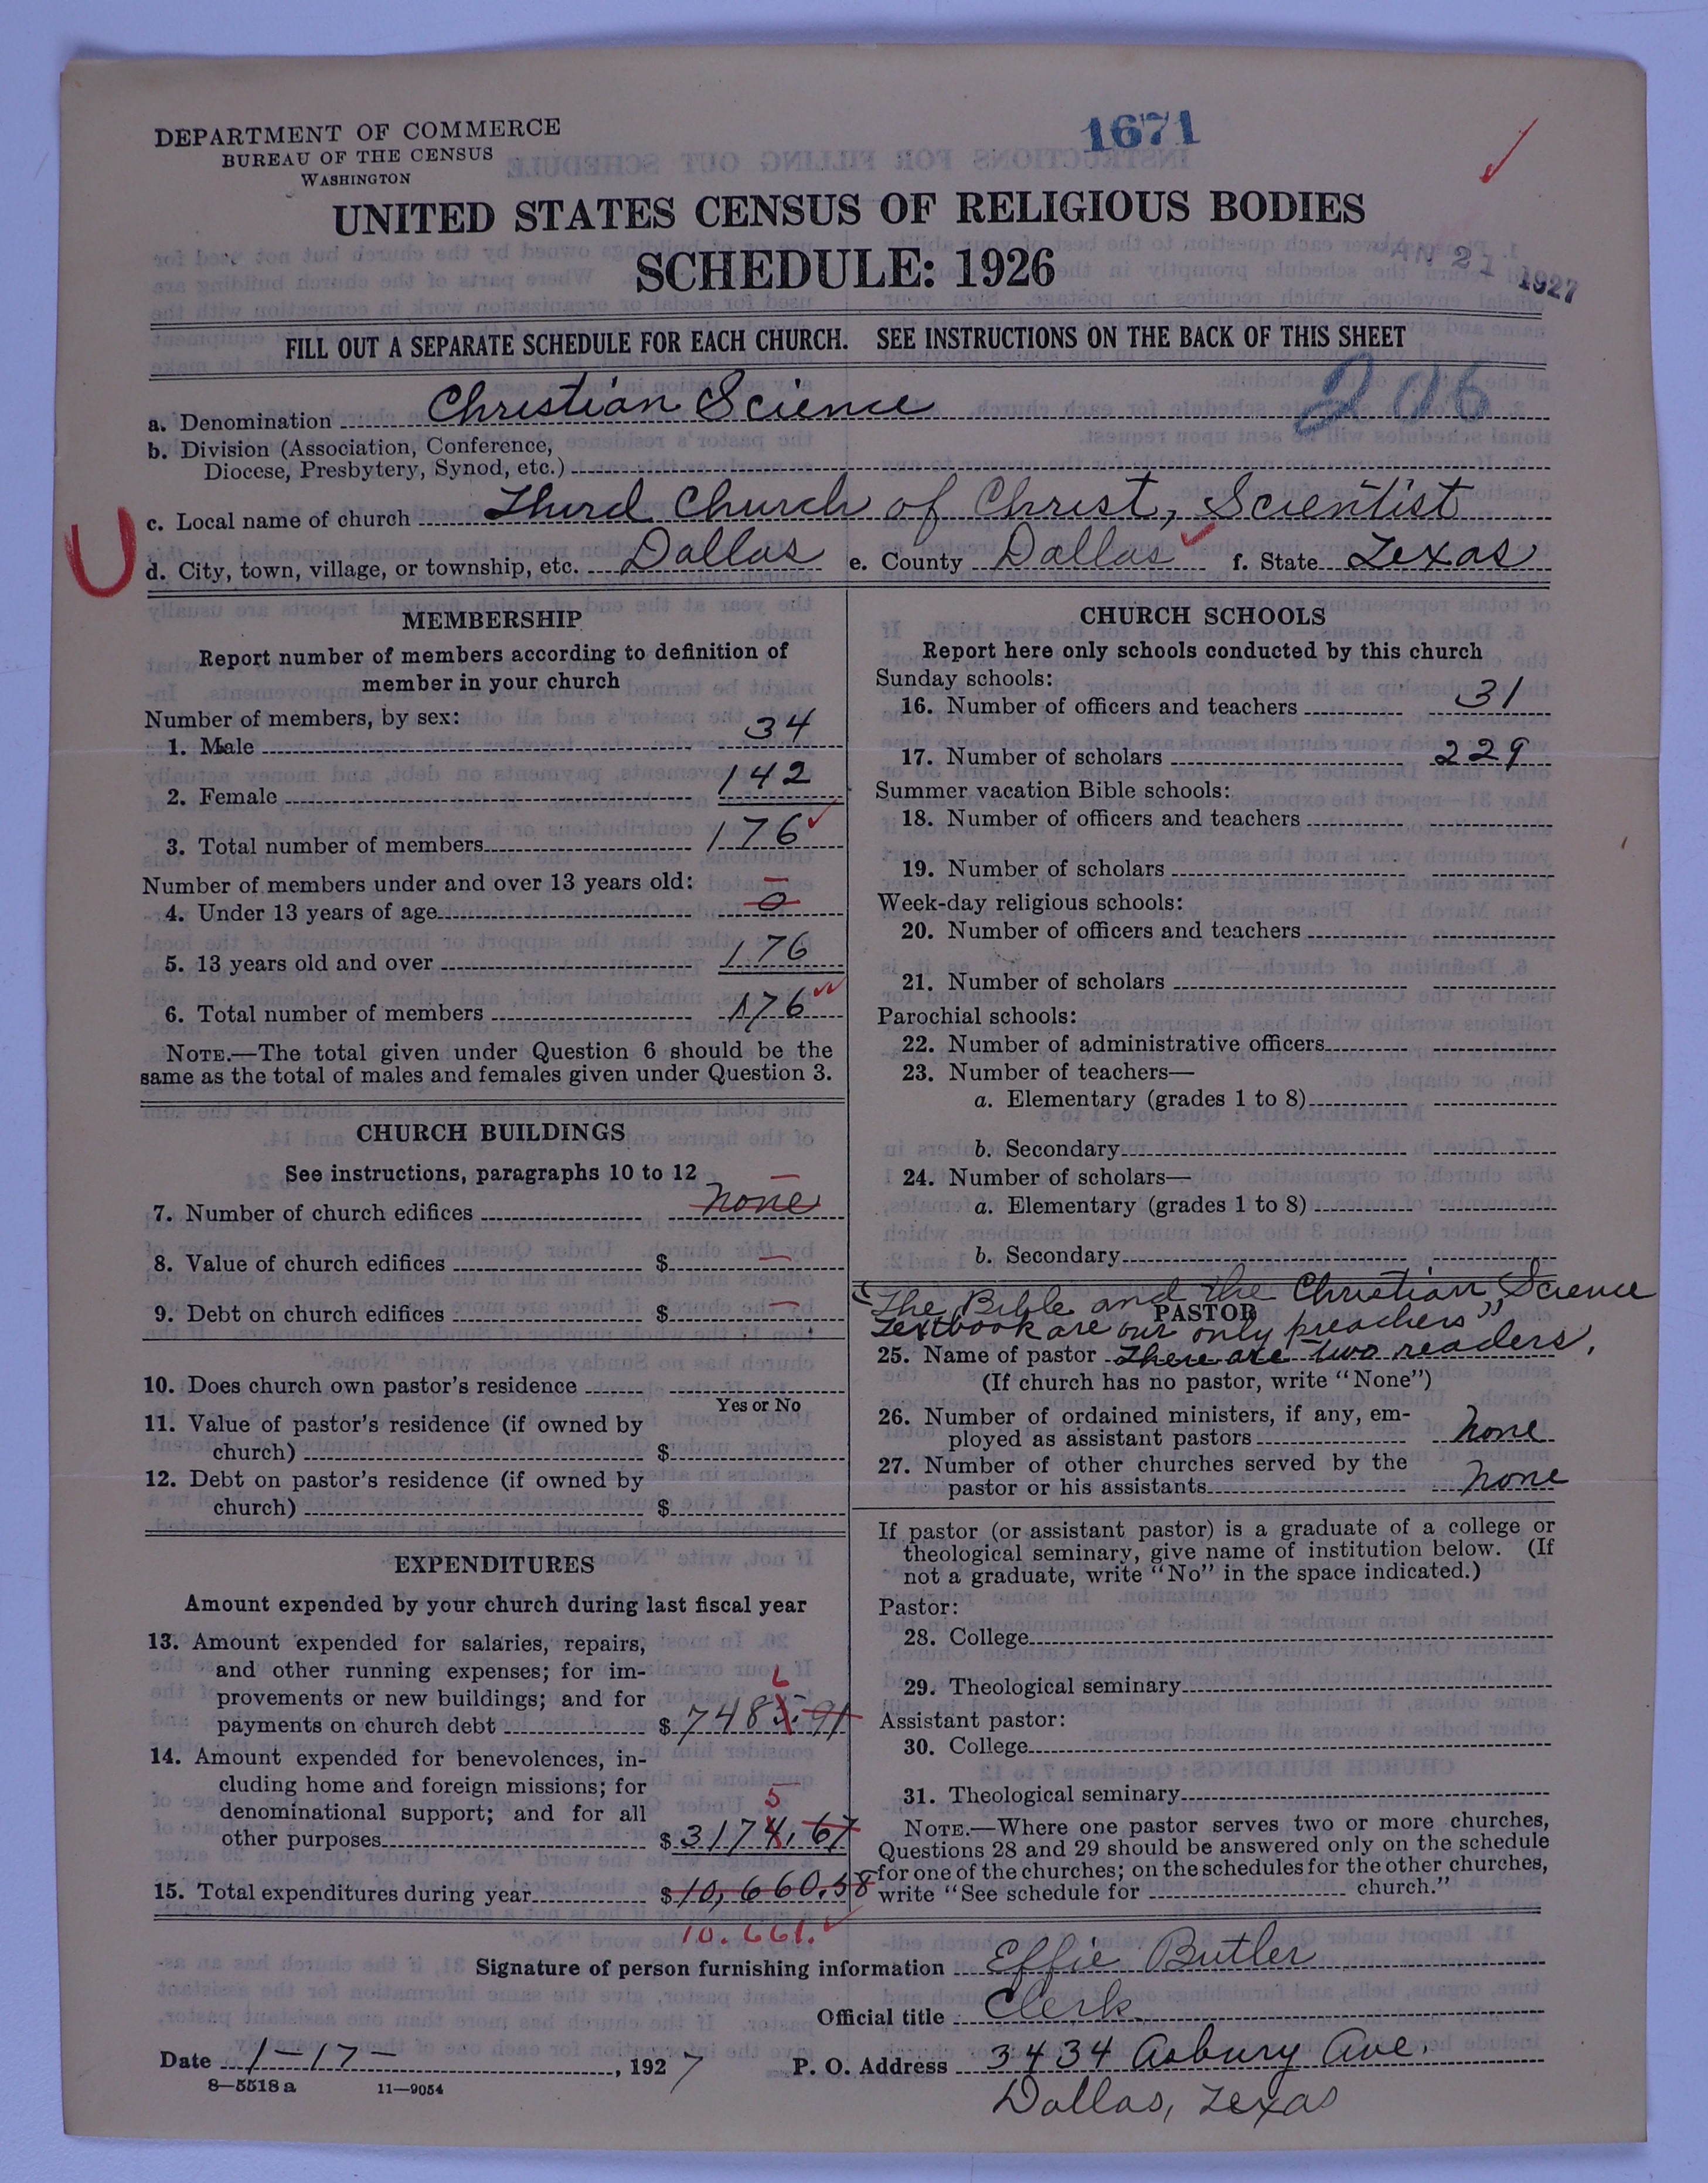 DEPARTMENT OF COMMERCE
BUREAU OF THE CENSUS
WASHINGTON
1671
UNITED STATES CENSUS OF RELIGIOUS BODIES
SCHEDULE: 1926
JAN 21 1927
FILL OUT A SEPARATE SCHEDULE FOR EACH CHURCH. SEE INSTRUCTIONS ON THE BACK OF THIS SHEET
206
a. Denomination Christian Science
b. Division (Association, Conference,
Diocese, Presbytery, Synod, etc.)
c. Local name of church Third Church of Christ, Scientist
U
d. City, town, village, or township, etc. Dallas e. County Dallas f. State Texas
MEMBERSHIP
Report number of members according to definition of
member in your church
Number of members, by sex:
1. Male 34
2. Female 142
3. Total number of members 176
Number of members under and over 13 years old:
4. Under 13 years of age 0
5. 13 years old and over 176
6. Total number of members 176
NOTE.—The total given under Question 6 should be the
same as the total of males and females given under Question 3.
CHURCH BUILDINGS
See instructions, paragraphs 10 to 12
7. Number of church edifices none
8. Value of church edifices $ —
9. Debt on church edifices $ —
10. Does church own pastor's residence
Yes or No
11. Value of pastor's residence (if owned by
church) $
12. Debt on pastor's residence (if owned by
church) $
EXPENDITURES
Amount expended by your church during last fiscal year
13. Amount expended for salaries, repairs,
and other running expenses; for im-
provements or new buildings; and for
6
payments on church debt $ 7485.91
14. Amount expended for benevolences, in-
cluding home and foreign missions; for
5
denominational support; and for all
other purposes $ 3174.67
15. Total expenditures during year $ 10,660.58
10.661.
CHURCH SCHOOLS
Report here only schools conducted by this church
Sunday schools:
16. Number of officers and teachers 31
17. Number of scholars 229
Summer vacation Bible schools:
18. Number of officers and teachers
19. Number of scholars
Week-day religious schools:
20. Number of officers and teachers
21. Number of scholars
Parochial schools:
22. Number of administrative officers
23. Number of teachers—
a. Elementary (grades 1 to 8)
b. Secondary
24. Number of scholars—
a. Elementary (grades 1 to 8)
b. Secondary
"The Bible and the Christian Science
PASTOR
Textbook are our only preachers"
25. Name of pastor There are two readers.
(If church has no pastor, write "None")
26. Number of ordained ministers, if any, em-
ployed as assistant pastors none
27. Number of other churches served by the
pastor or his assistants none
If pastor (or assistant pastor) is a graduate of a college or
theological seminary, give name of institution below. (If
not a graduate, write "No" in the space indicated.)
Pastor:
28. College
29. Theological seminary
Assistant pastor:
30. College
31. Theological seminary
NOTE.—Where one pastor serves two or more churches,
Questions 28 and 29 should be answered only on the schedule
for one of the churches; on the schedules for the other churches,
write "See schedule for church."
Signature of person furnishing information Effie Butler
Official title Clerk
Date 1-17-, 1927 P. O. Address 3434 Asbury Ave.
8—5518 a 11—9054
Dallas, Texas